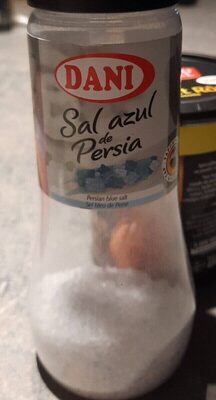 DANI
Sal azul
de
Persia
Persian blue salt
Sel bleu de Perse